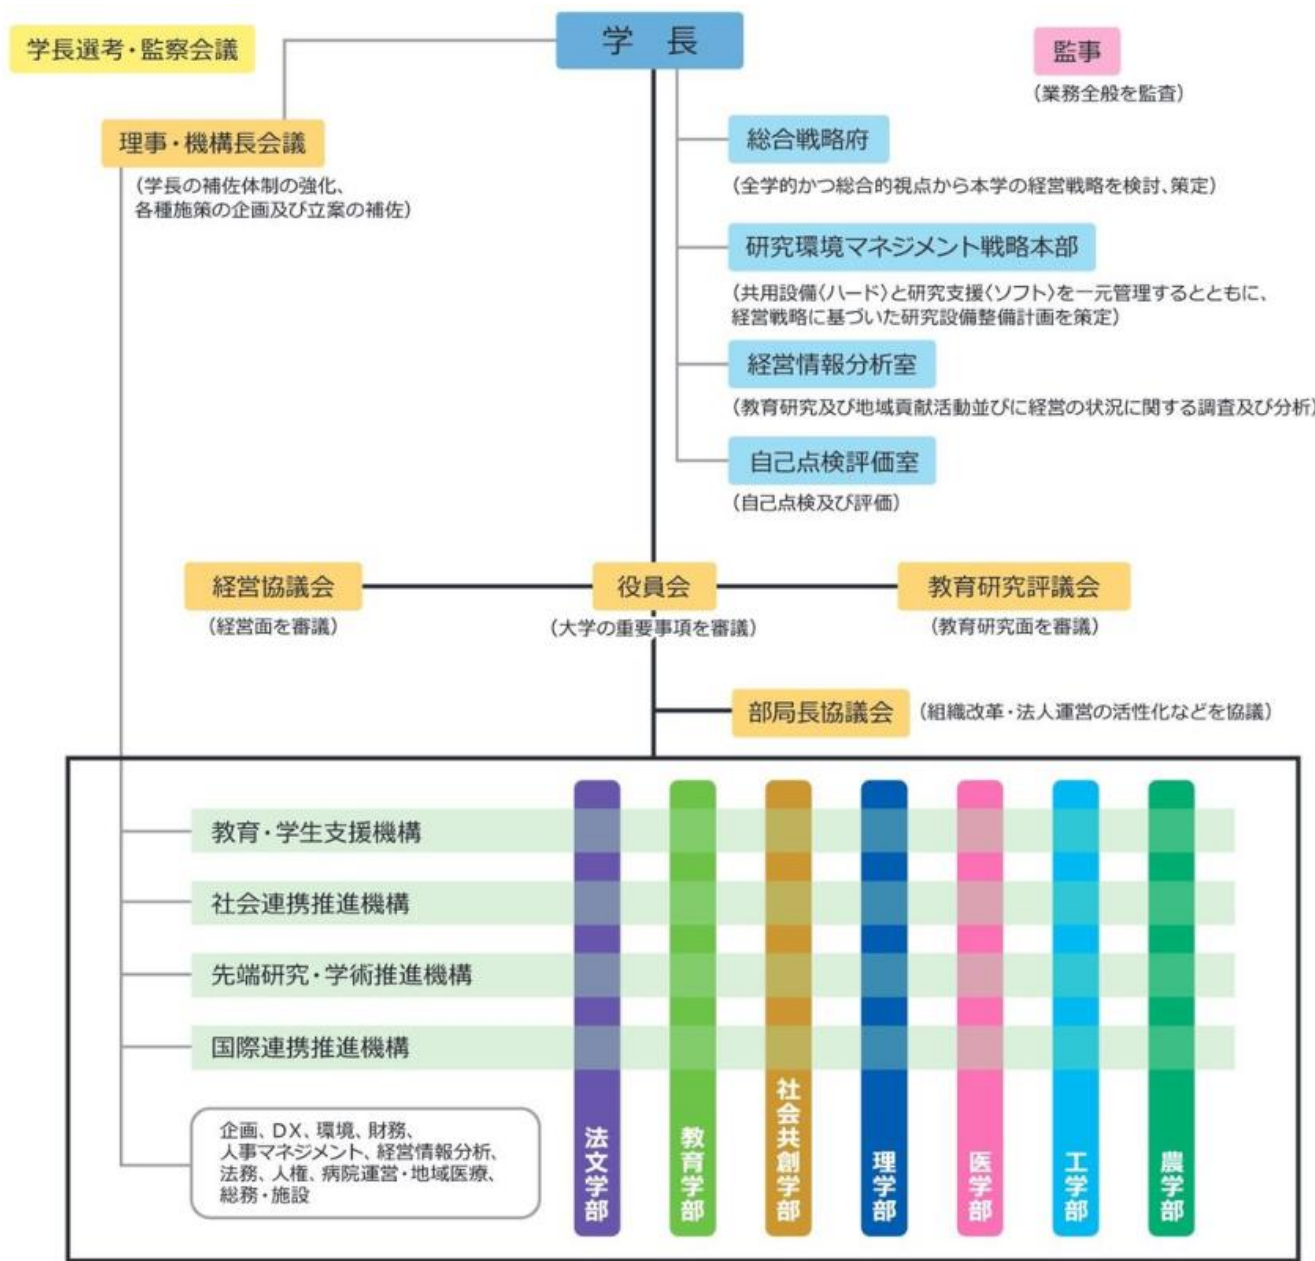 学長選考・監察会議
学　長
監事
(業務全般を監査)
理事・機構長会議
(学長の補佐体制の強化、
各種施策の企画及び立案の補佐)
総合戦略府
(全学的かつ総合的視点から本学の経営戦略を検討、策定)
研究環境マネジメント戦略本部
(共用設備〈ハード〉と研究支援〈ソフト〉を一元管理するとともに、
経営戦略に基づいた研究設備整備計画を策定)
経営情報分析室
(教育研究及び地域貢献活動並びに経営の状況に関する調査及び分析)
自己点検評価室
(自己点検及び評価)
経営協議会
(経営面を審議)
役員会
(大学の重要事項を審議)
教育研究評議会
(教育研究面を審議)
部局長協議会
(組織改革・法人運営の活性化などを協議)
教育・学生支援機構
社会連携推進機構
先端研究・学術推進機構
国際連携推進機構
企画、DX、環境、財務、
人事マネジメント、経営情報分析、
法務、人権、病院運営・地域医療、
総務・施設
法文学部
教育学部
社会共創学部
理学部
医学部
工学部
農学部